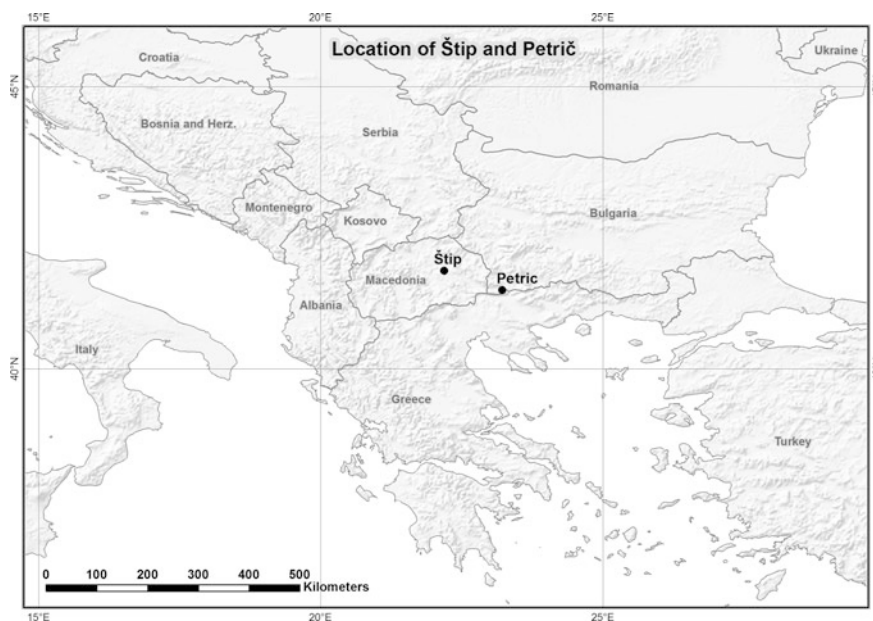 15°E 20°E 25°E
Location of Štip and Petrič
Croatia
Ukraine
45°N
Romania
Bosnia and Herz.
Serbia
Montenegro
Kosovo
Bulgaria
Štip
Macedonia
Petric
Albania
Italy
40°N
Greece
Turkey
0 100 200 300 400 500
Kilometers
15°E 20°E 25°E